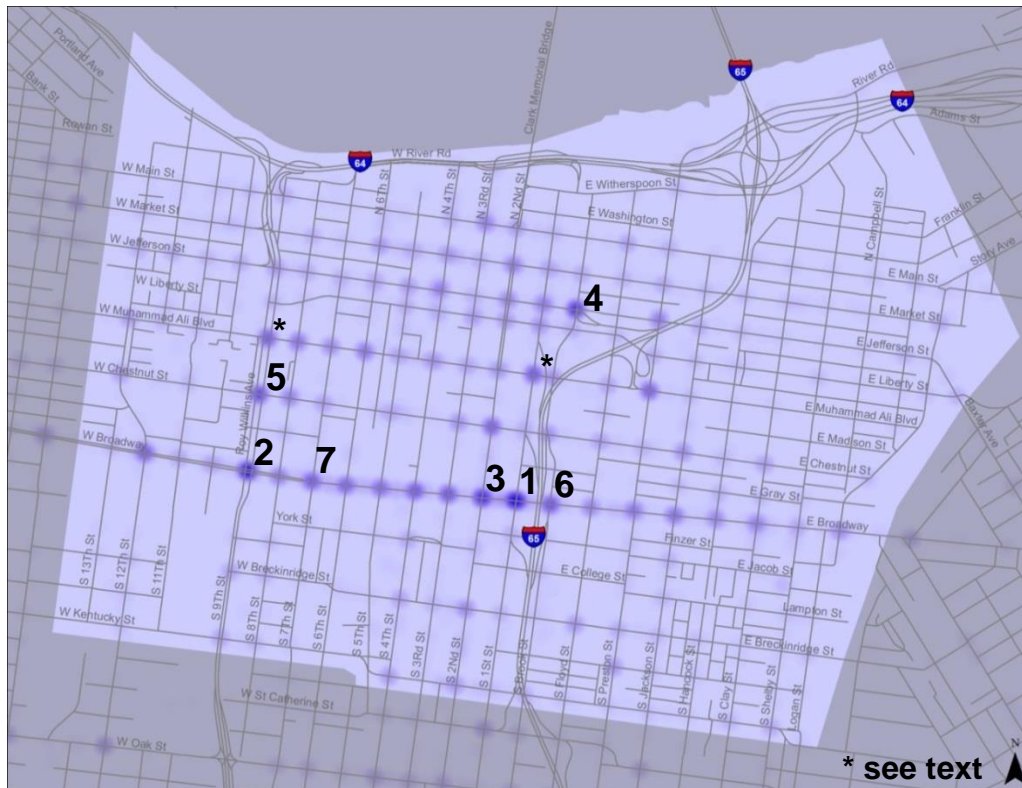 Portland Ave
Bank St
Rowan St
W Main St
W Market St
W Jefferson St
W Liberty St
W Muhammad Ali Blvd
W Chestnut St
W Broadway
Roy Wilkins Ave
64
W River Rd
Clark Memorial Bridge
65
River Rd
64
Adams St
N 6Th St
N 4Th St
N 3Rd St
N 2Nd St
E Witherspoon St
E Washington St
N Campbell St
Franklin St
Story Ave
E Main St
E Market St
E Jefferson St
E Liberty St
E Muhammad Ali Blvd
Baxter Ave
E Madison St
E Chestnut St
E Gray St
E Broadway
4
*
*
5
2
7
3
1
6
65
York St
W Breckinridge St
W Kentucky St
Finzer St
E Jacob St
E College St
Lampton St
E Breckinridge St
S 13Th St
S 12Th St
S 11Th St
S 9Th St
S 8Th St
S 7Th St
S 6Th St
S 5Th St
S 4Th St
S 3Rd St
S 2Nd St
S 1St St
S Brook St
S Floyd St
S Preston St
S Jackson St
S Hancock St
S Clay St
S Shelby St
Logan St
W St Catherine St
W Oak St
N
* see text